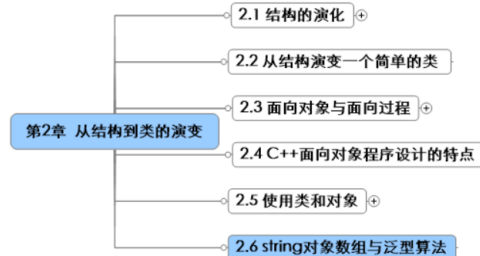 2.1 结构的演化
2.2 从结构演变一个简单的类
2.3 面向对象与面向过程
第2章 从结构到类的演变
2.4 C++面向对象程序设计的特点
2.5 使用类和对象
2.6 string对象数组与泛型算法